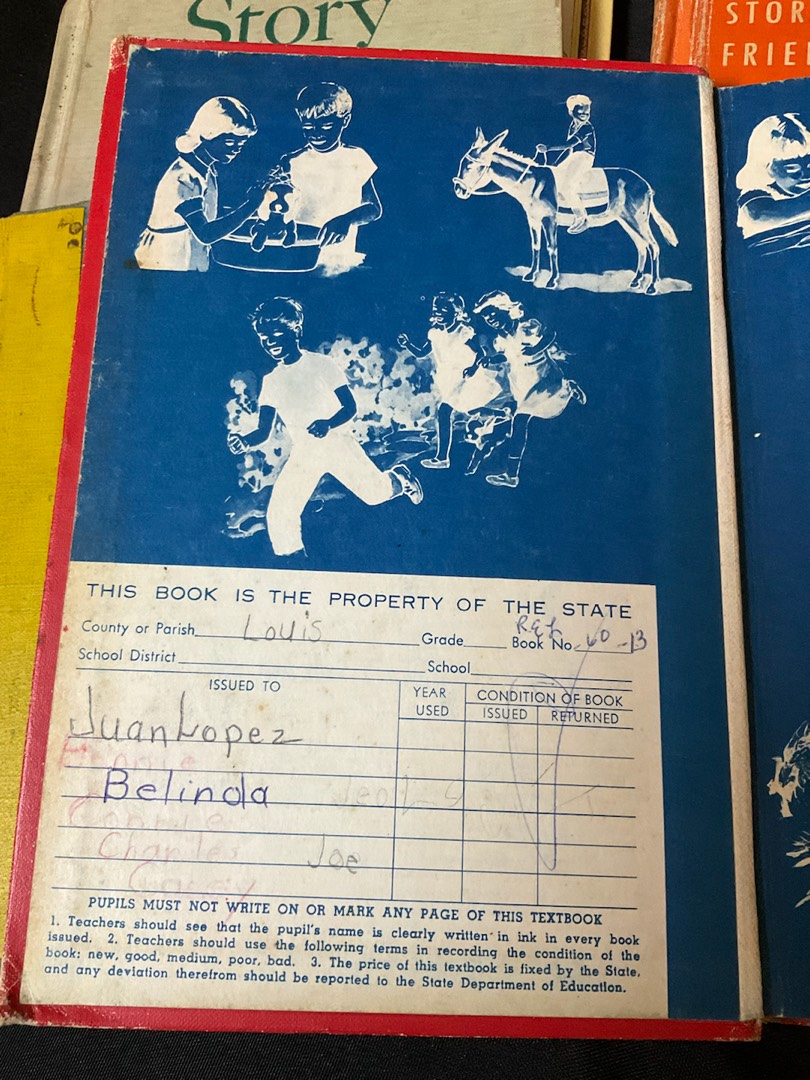 Story
STOR
FRIE
THIS BOOK IS THE PROPERTY OF THE STATE
County or Parish Louis Grade Book No. 60-13
School District School
ISSUED TO
YEAR USED
CONDITION OF BOOK
ISSUED RETURNED
Juan Lopez
Belinda
Connie
Charles Joe
PUPILS MUST NOT WRITE ON OR MARK ANY PAGE OF THIS TEXTBOOK
1. Teachers should see that the pupil's name is clearly written in ink in every book
issued. 2. Teachers should use the following terms in recording the condition of the
book: new, good, medium, poor, bad. 3. The price of this textbook is fixed by the State,
and any deviation therefrom should be reported to the State Department of Education.